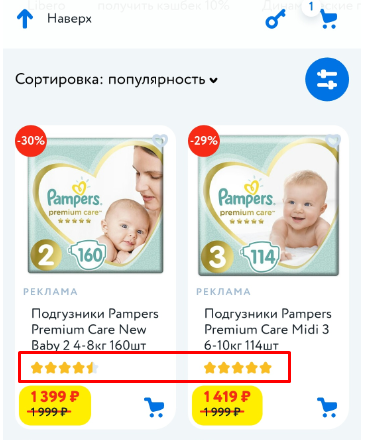 Libero получить кэшбек 10%
Наверх
1
Сортировка: популярность
-30%
Pampers
premium care
2
160
РЕКЛАМА
Подгузники Pampers
Premium Care New
Baby 2 4-8кг 160шт
1 399 ₽
1 999 ₽
-29%
Pampers
premium care
3
114
РЕКЛАМА
Подгузники Pampers
Premium Care Midi 3
6-10кг 114шт
1 419 ₽
1 999 ₽